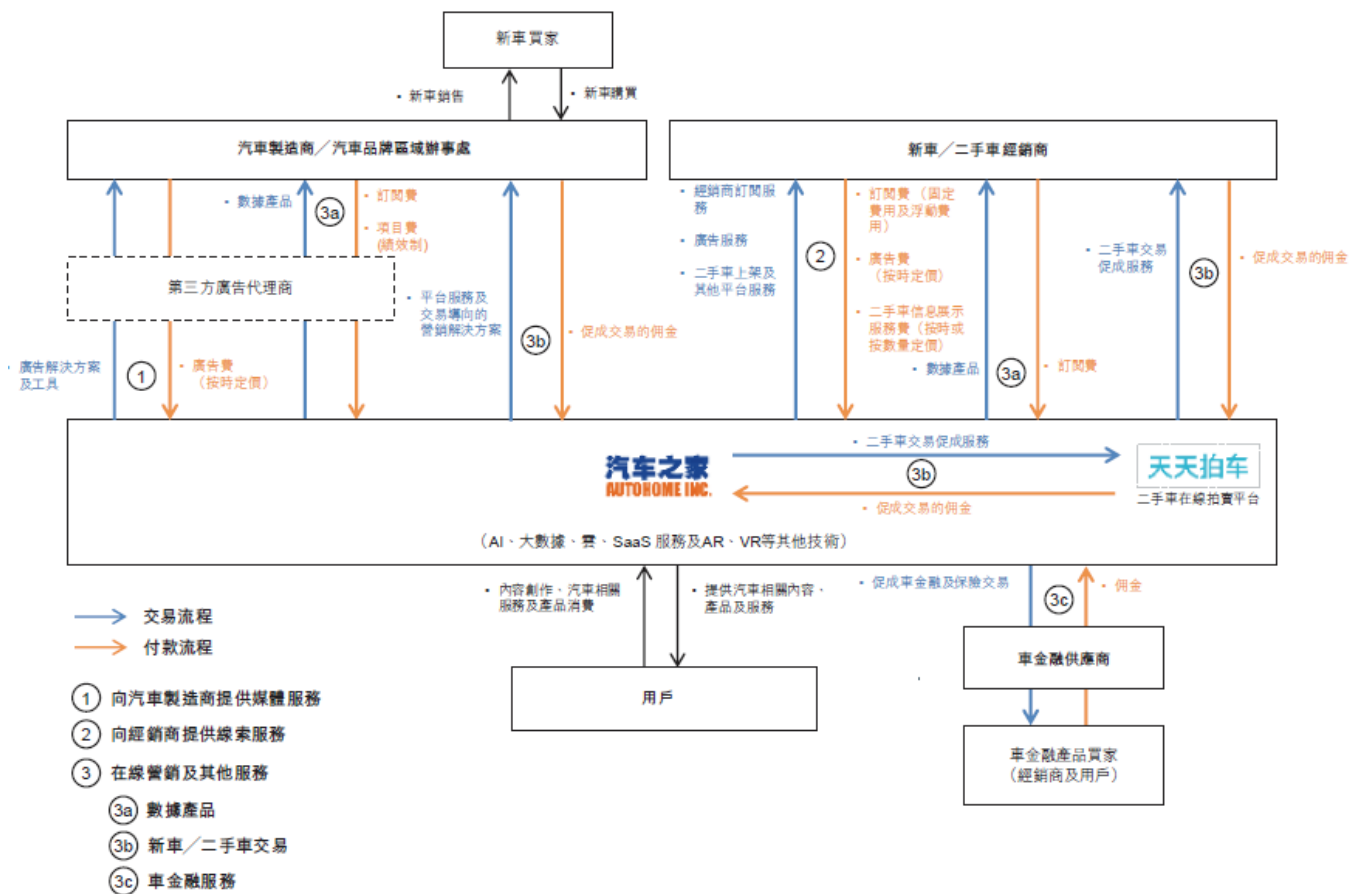 新車買家
▪ 新車銷售
▪ 新車購買
汽車製造商／汽車品牌區域辦事處
新車／二手車經銷商
▪ 數據產品
3a
▪ 訂閱費
▪ 項目費
(績效制)
第三方廣告代理商
▪ 廣告解決方案
及工具
1
▪ 廣告費
（按時定價）
▪ 平台服務及
交易導向的
營銷解決方案
3b
▪ 促成交易的佣金
▪ 經銷商訂閱服
務
▪ 廣告服務
▪ 二手車上架及
其他平台服務
2
▪ 訂閱費（固定
費用及浮動費
用）
▪ 廣告費
（按時定價）
▪ 二手車信息展示
服務費（按時或
按數量定價）
▪ 數據產品
3a
▪ 訂閱費
▪ 二手車交易
促成服務
3b
▪ 促成交易的佣金
汽车之家
AUTOHOME INC.
▪ 二手車交易促成服務
3b
▪ 促成交易的佣金
天天拍车
二手車在線拍賣平台
（AI、大數據、雲、SaaS 服務及AR、VR等其他技術）
▪ 內容創作、汽車相關
服務及產品消費
▪ 提供汽車相關內容、
產品及服務
用戶
▪ 促成車金融及保險交易
3c
▪ 佣金
車金融供應商
車金融產品買家
（經銷商及用戶）
交易流程
付款流程
1 向汽車製造商提供媒體服務
2 向經銷商提供線索服務
3 在線營銷及其他服務
3a 數據產品
3b 新車／二手車交易
3c 車金融服務